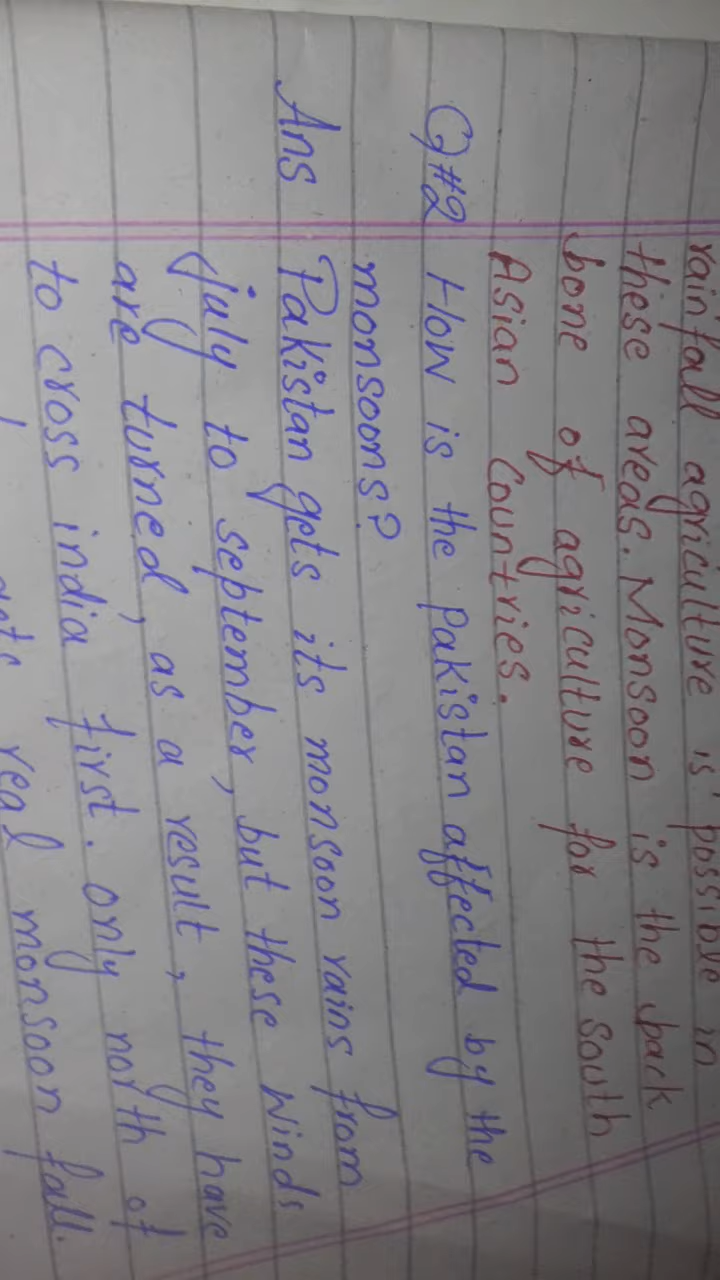 rainfall agriculture is possible in
these areas. Monsoon is the back
bone of agriculture for the south
Asian Countries.
Q#2 How is the pakistan affected by the
monsoons?
Ans Pakistan gets its monsoon rains from
july to september, but these winds
are turned, as a result, they have
to cross india first. only north of
gets real monsoon fall.